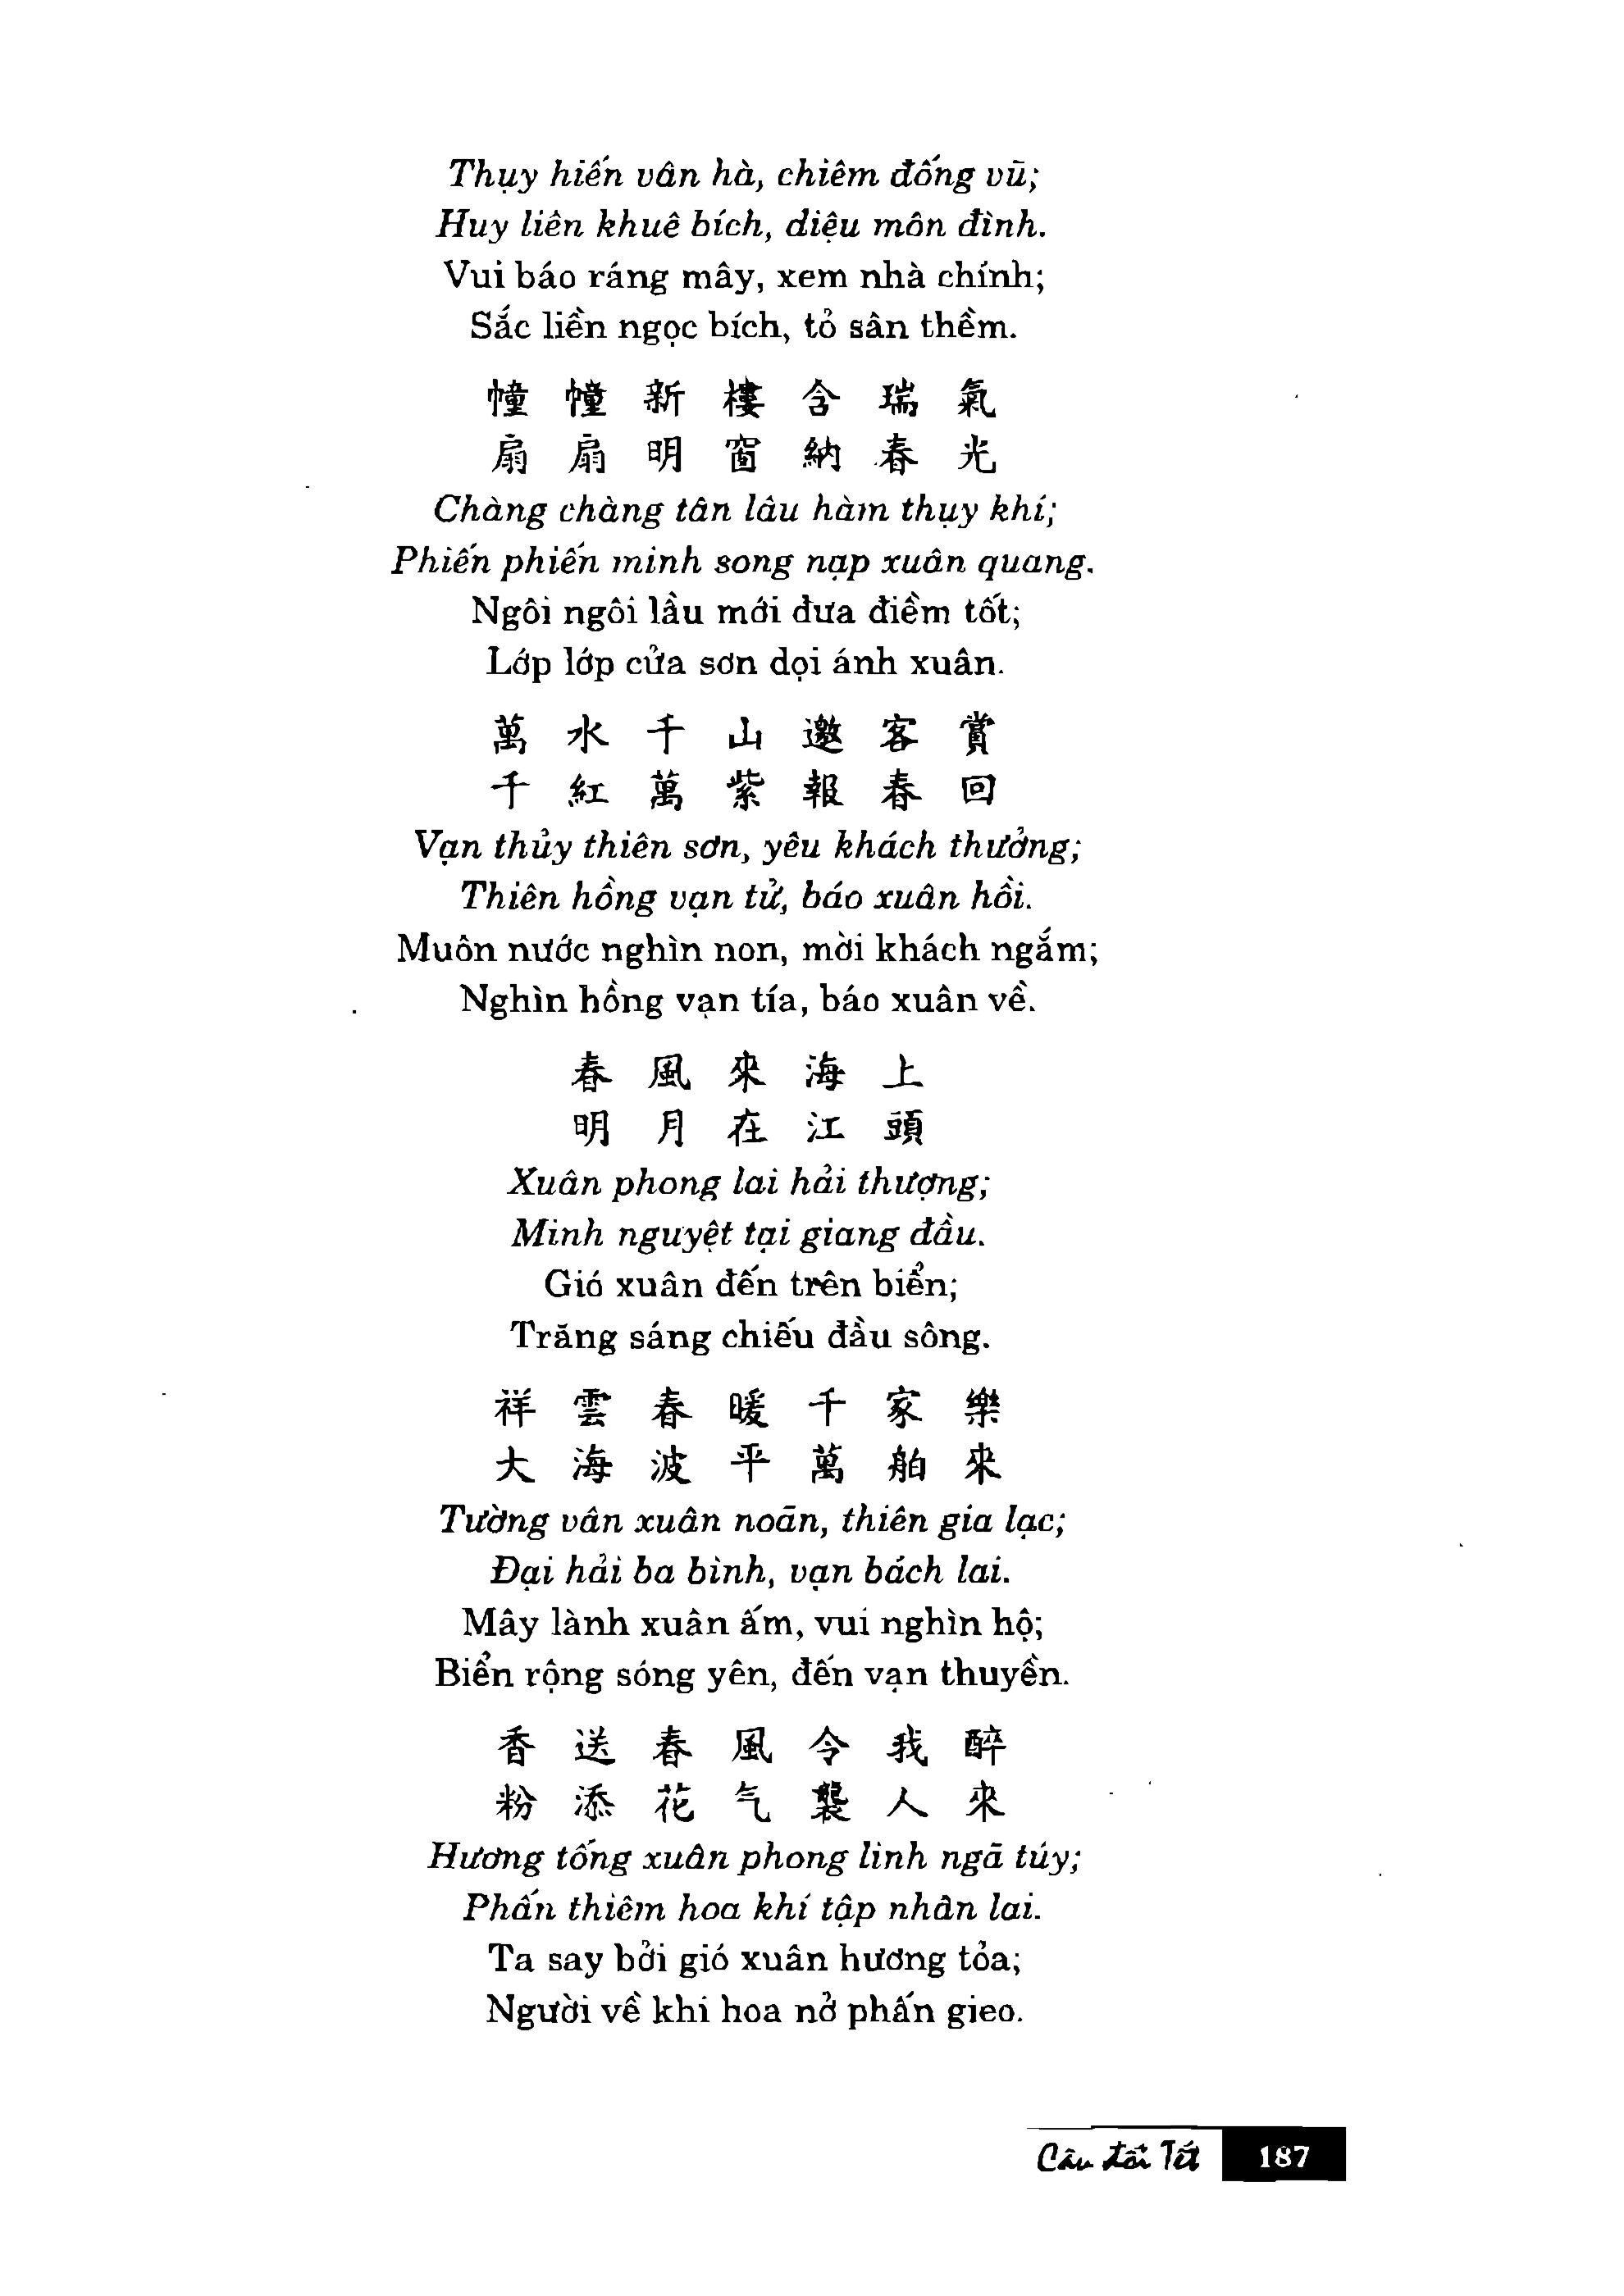 Thụy hiến vân hà, chiêm đống vũ;
Huy liên khuê bích, diệu môn đình.
Vui báo ráng mây, xem nhà chính;
Sắc liền ngọc bích, tỏ sân thềm.
幢幢新樓含瑞氣
扇扇明窗納春光
Chàng chàng tân lâu hàm thụy khí;
Phiến phiến minh song nạp xuân quang.
Ngôi ngôi lầu mới đưa điềm tốt;
Lớp lớp cửa sơn dọi ánh xuân.
萬水千山邀客賞
千紅萬紫報春回
Vạn thủy thiên sơn, yêu khách thưởng;
Thiên hồng vạn tử, báo xuân hồi.
Muôn nước nghìn non, mời khách ngắm;
Nghìn hồng vạn tía, báo xuân về.
春風來海上
明月在江頭
Xuân phong lai hải thượng;
Minh nguyệt tại giang đầu.
Gió xuân đến trên biển;
Trăng sáng chiếu đầu sông.
祥雲春暖千家樂
大海波平萬舶來
Tường vân xuân noãn, thiên gia lạc;
Đại hải ba bình, vạn bách lai.
Mây lành xuân ấm, vui nghìn hộ;
Biển rộng sóng yên, đến vạn thuyền.
香送春風令我醉
粉添花气襲人來
Hương tống xuân phong linh ngã túy;
Phấn thiêm hoa khí tập nhân lai.
Ta say bởi gió xuân hương tỏa;
Người về khi hoa nở phấn gieo.
Câu đối Tết 187